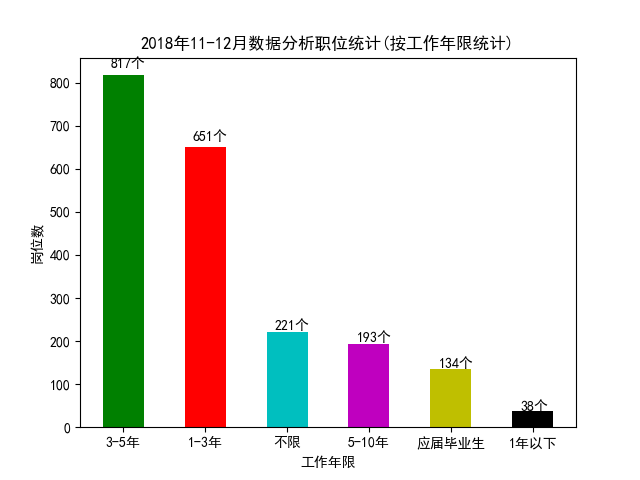 2018年11-12月数据分析职位统计(按工作年限统计)
岗位数
800
700
600
500
400
300
200
100
0
817个
651个
221个
193个
134个
38个
3-5年
1-3年
不限
5-10年
应届毕业生
1年以下
工作年限